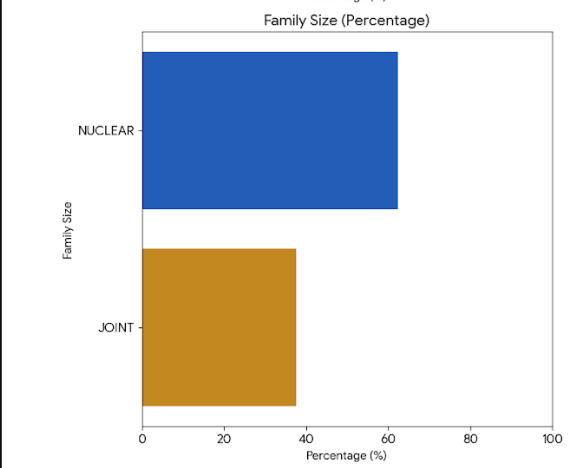 Family Size (Percentage)
NUCLEAR
Family Size
JOINT
0 20 40 60 80 100
Percentage (%)